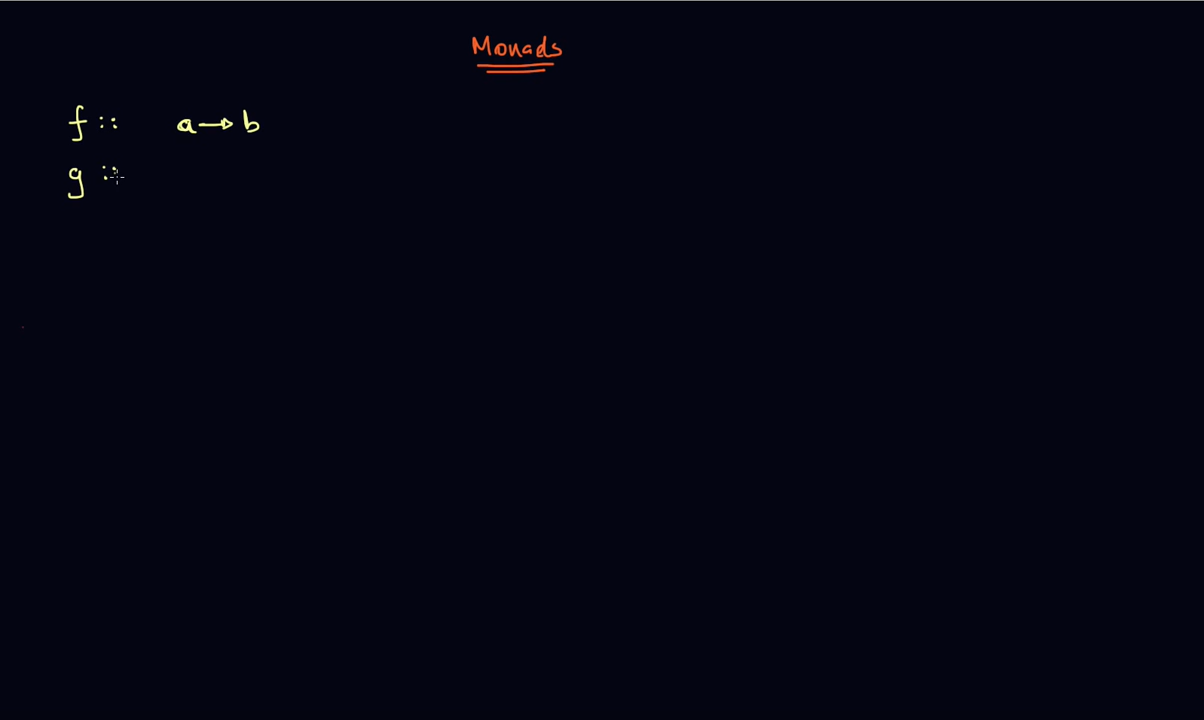 Monads
f :: a → b
g ::